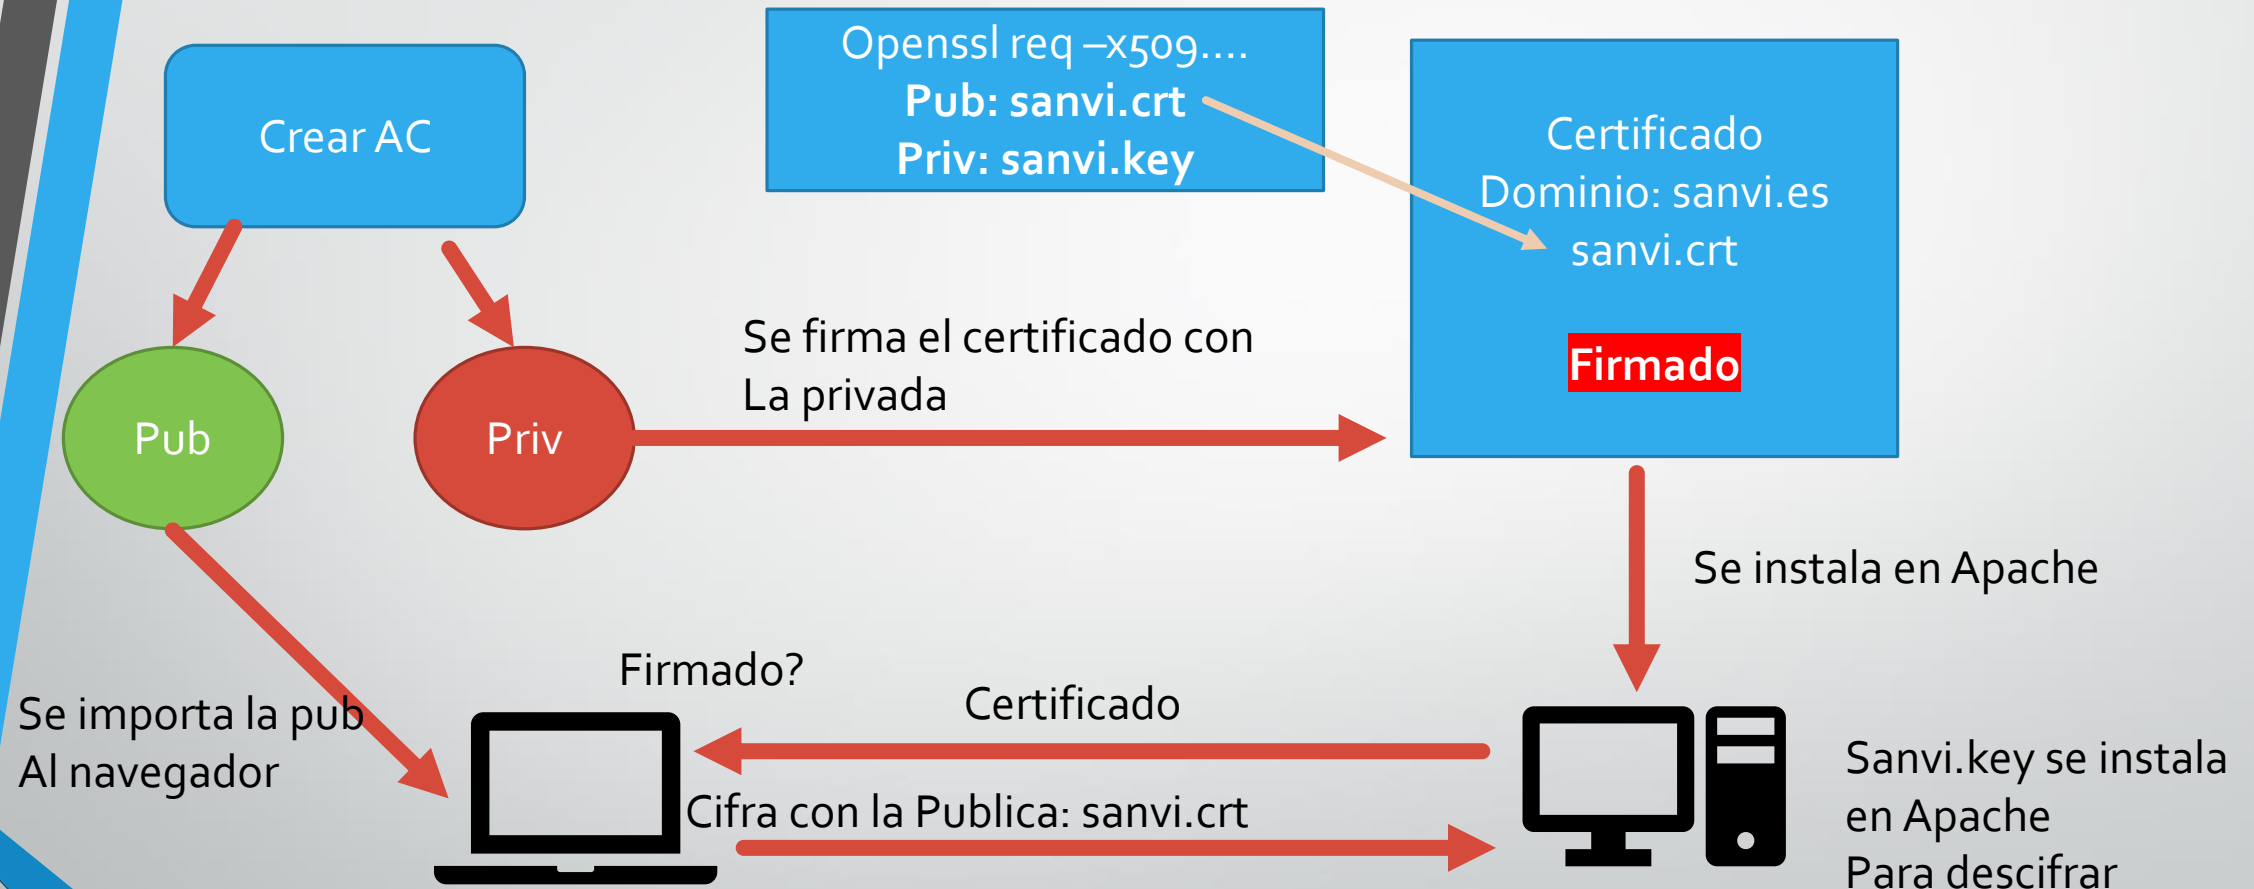 Crear AC
Openssl req –x509....
Pub: sanvi.crt
Priv: sanvi.key
Certificado
Dominio: sanvi.es
sanvi.crt
Firmado
Pub
Priv
Se firma el certificado con
La privada
Se instala en Apache
Se importa la pub
Al navegador
Firmado?
Certificado
Cifra con la Publica: sanvi.crt
Sanvi.key se instala
en Apache
Para descifrar